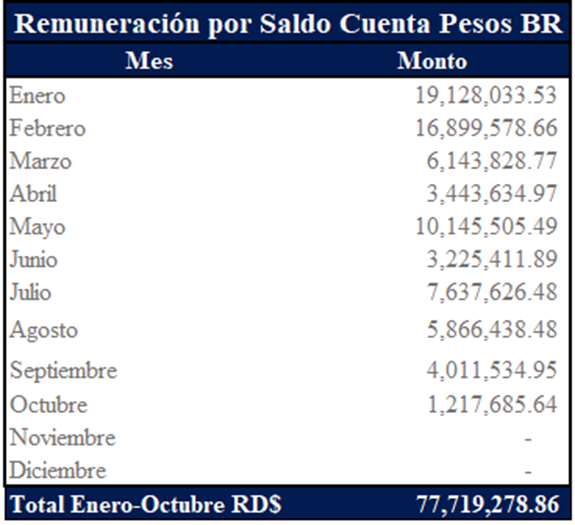 Remuneración por Saldo Cuenta Pesos BR
Mes Monto
Enero 19,128,033.53
Febrero 16,899,578.66
Marzo 6,143,828.77
Abril 3,443,634.97
Mayo 10,145,505.49
Junio 3,225,411.89
Julio 7,637,626.48
Agosto 5,866,438.48
Septiembre 4,011,534.95
Octubre 1,217,685.64
Noviembre -
Diciembre -
Total Enero-Octubre RD$ 77,719,278.86